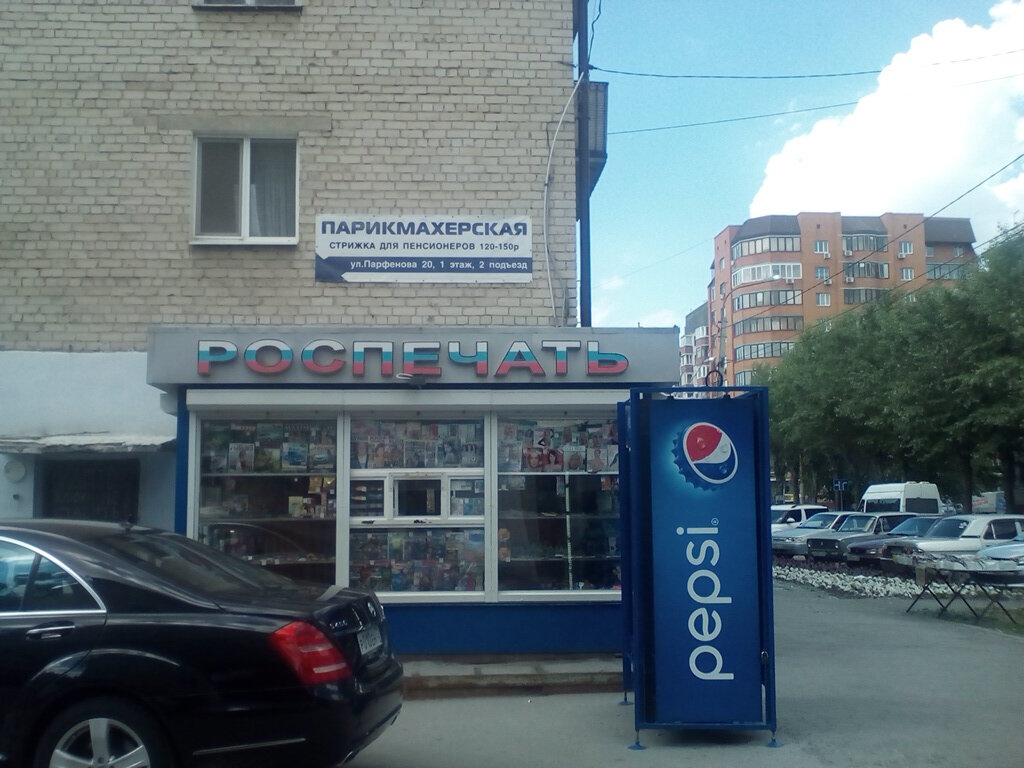 ПАРИКМАХЕРСКАЯ
СТРИЖКА ДЛЯ ПЕНСИОНЕРОВ 120-150р
ул.Парфенова 20, 1 этаж, 2 подъезд
РОСПЕЧАТЬ
pepsi®